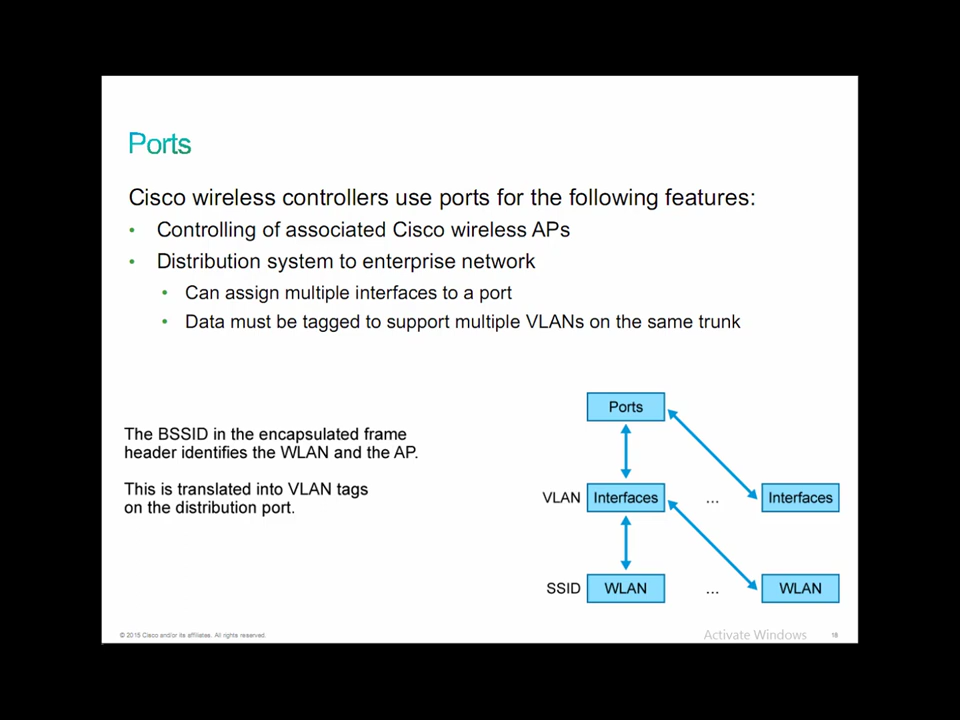 Ports
Cisco wireless controllers use ports for the following features:
• Controlling of associated Cisco wireless APs
• Distribution system to enterprise network
• Can assign multiple interfaces to a port
• Data must be tagged to support multiple VLANs on the same trunk
The BSSID in the encapsulated frame
header identifies the WLAN and the AP.
This is translated into VLAN tags
on the distribution port.
Ports
VLAN Interfaces ... Interfaces
SSID WLAN ... WLAN
© 2015 Cisco and/or its affiliates. All rights reserved.
Activate Windows
18